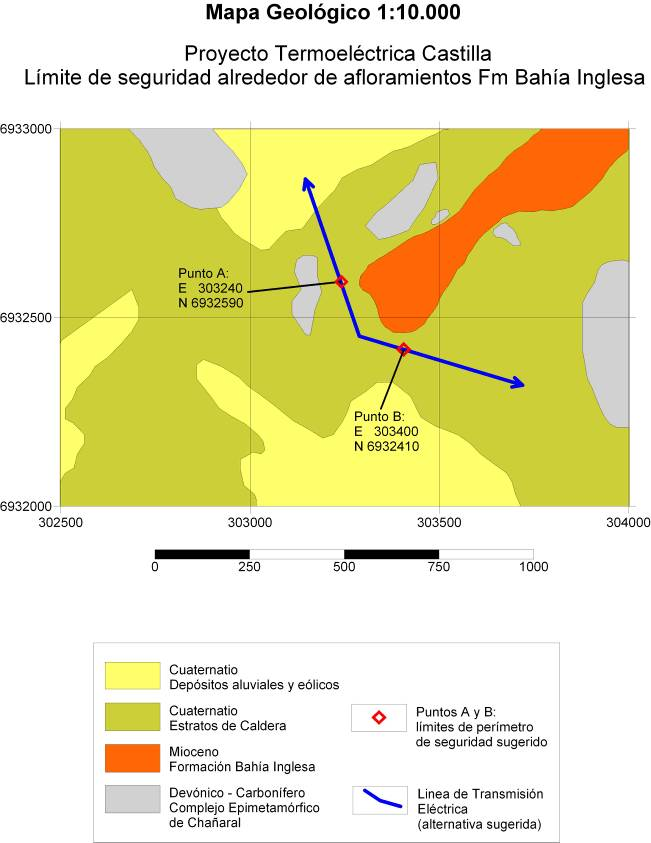 Mapa Geológico 1:10.000
Proyecto Termoeléctrica Castilla
Límite de seguridad alrededor de afloramientos Fm Bahía Inglesa
6933000
6932500
6932000
302500
303000
303500
304000
Punto A:
E 303240
N 6932590
Punto B:
E 303400
N 6932410
0
250
500
750
1000
Cuaternatio
Depósitos aluviales y eólicos
Cuaternatio
Estratos de Caldera
Mioceno
Formación Bahía Inglesa
Devónico - Carbonífero
Complejo Epimetamórfico
de Chañaral
Puntos A y B:
límites de perímetro
de seguridad sugerido
Linea de Transmisión
Eléctrica
(alternativa sugerida)